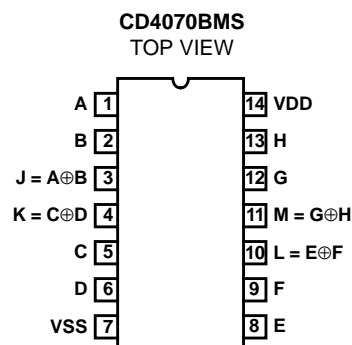 CD4070BMS
TOP VIEW
A 1 14 VDD
B 2 13 H
J = A⊕B 3 12 G
K = C⊕D 4 11 M = G⊕H
C 5 10 L = E⊕F
D 6 9 F
VSS 7 8 E